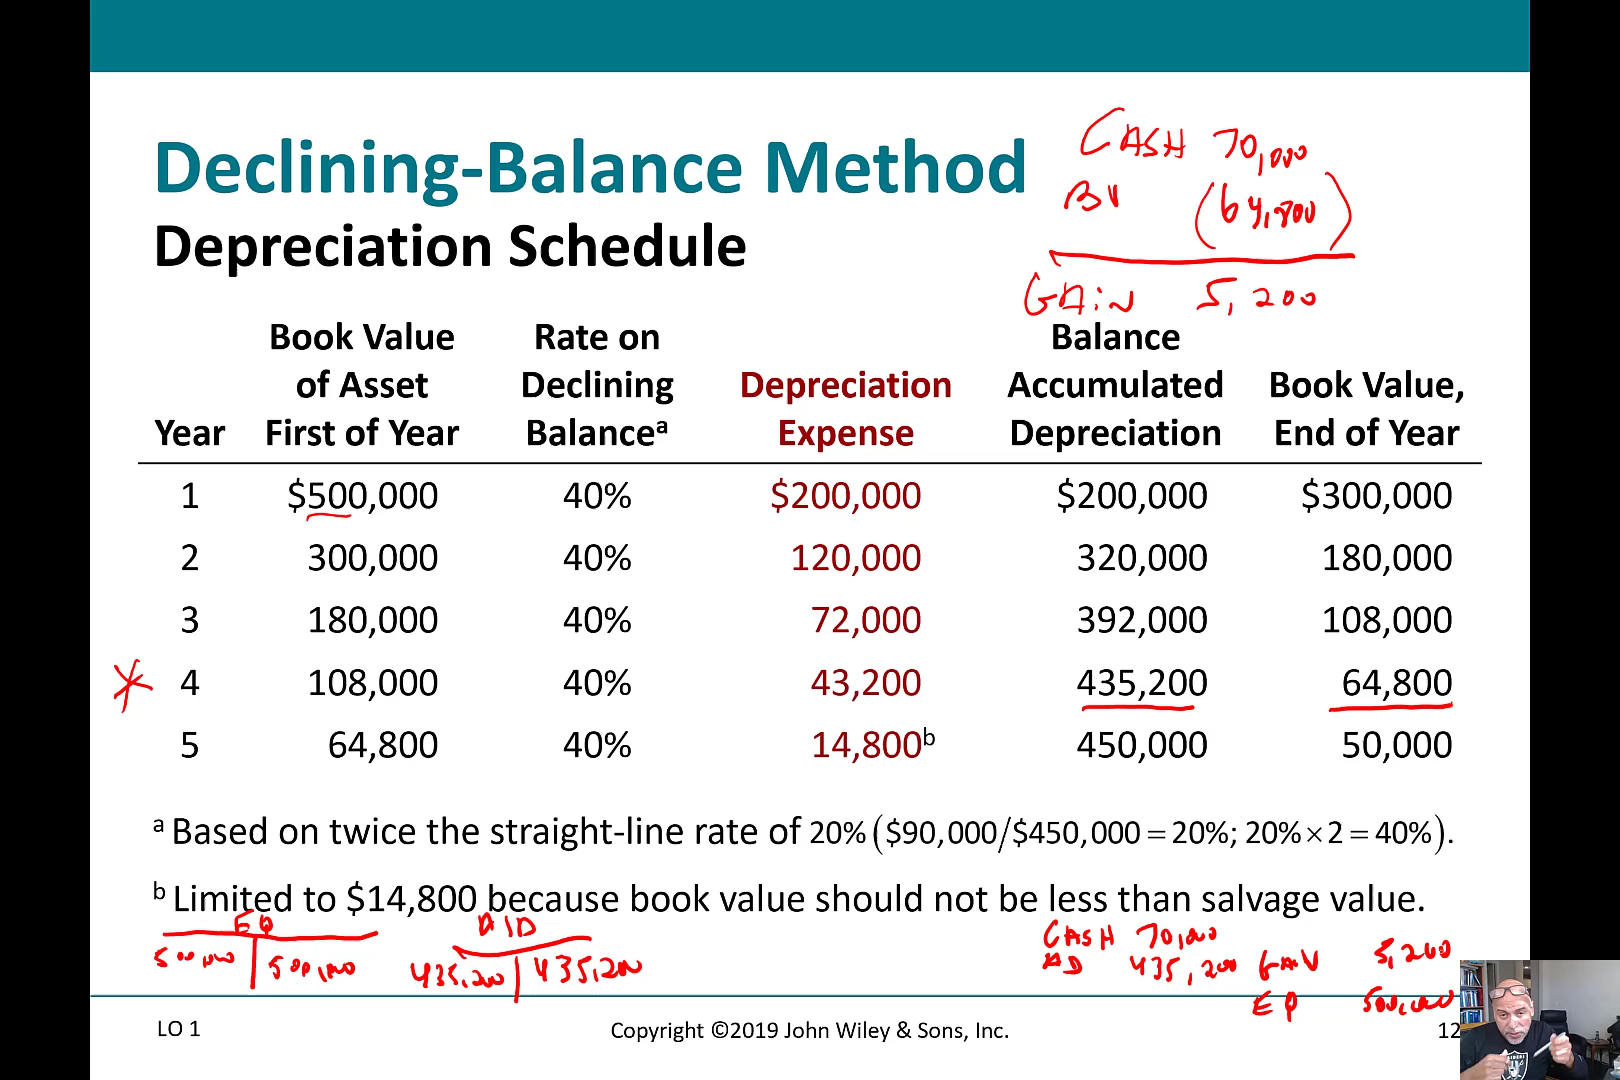 Declining-Balance Method
Depreciation Schedule
CASH 70,000
BV (64,800)
GAiN 5,200
Year Book Value of Asset First of Year Rate on Declining Balanceᵃ Depreciation Expense Balance Accumulated Depreciation Book Value, End of Year
1 $500,000 40% $200,000 $200,000 $300,000
2 300,000 40% 120,000 320,000 180,000
3 180,000 40% 72,000 392,000 108,000
4 108,000 40% 43,200 435,200 64,800
5 64,800 40% 14,800ᵇ 450,000 50,000
ᵃ Based on twice the straight-line rate of 20% ($90,000/$450,000 = 20%; 20% × 2 = 40%).
ᵇ Limited to $14,800 because book value should not be less than salvage value.
EQ
500,000 500,000
A/D
435,200 435,200
CASH 70,000
AD 435,200
GAiN 5,200
EQ 500,000
LO 1
Copyright ©2019 John Wiley & Sons, Inc.
12